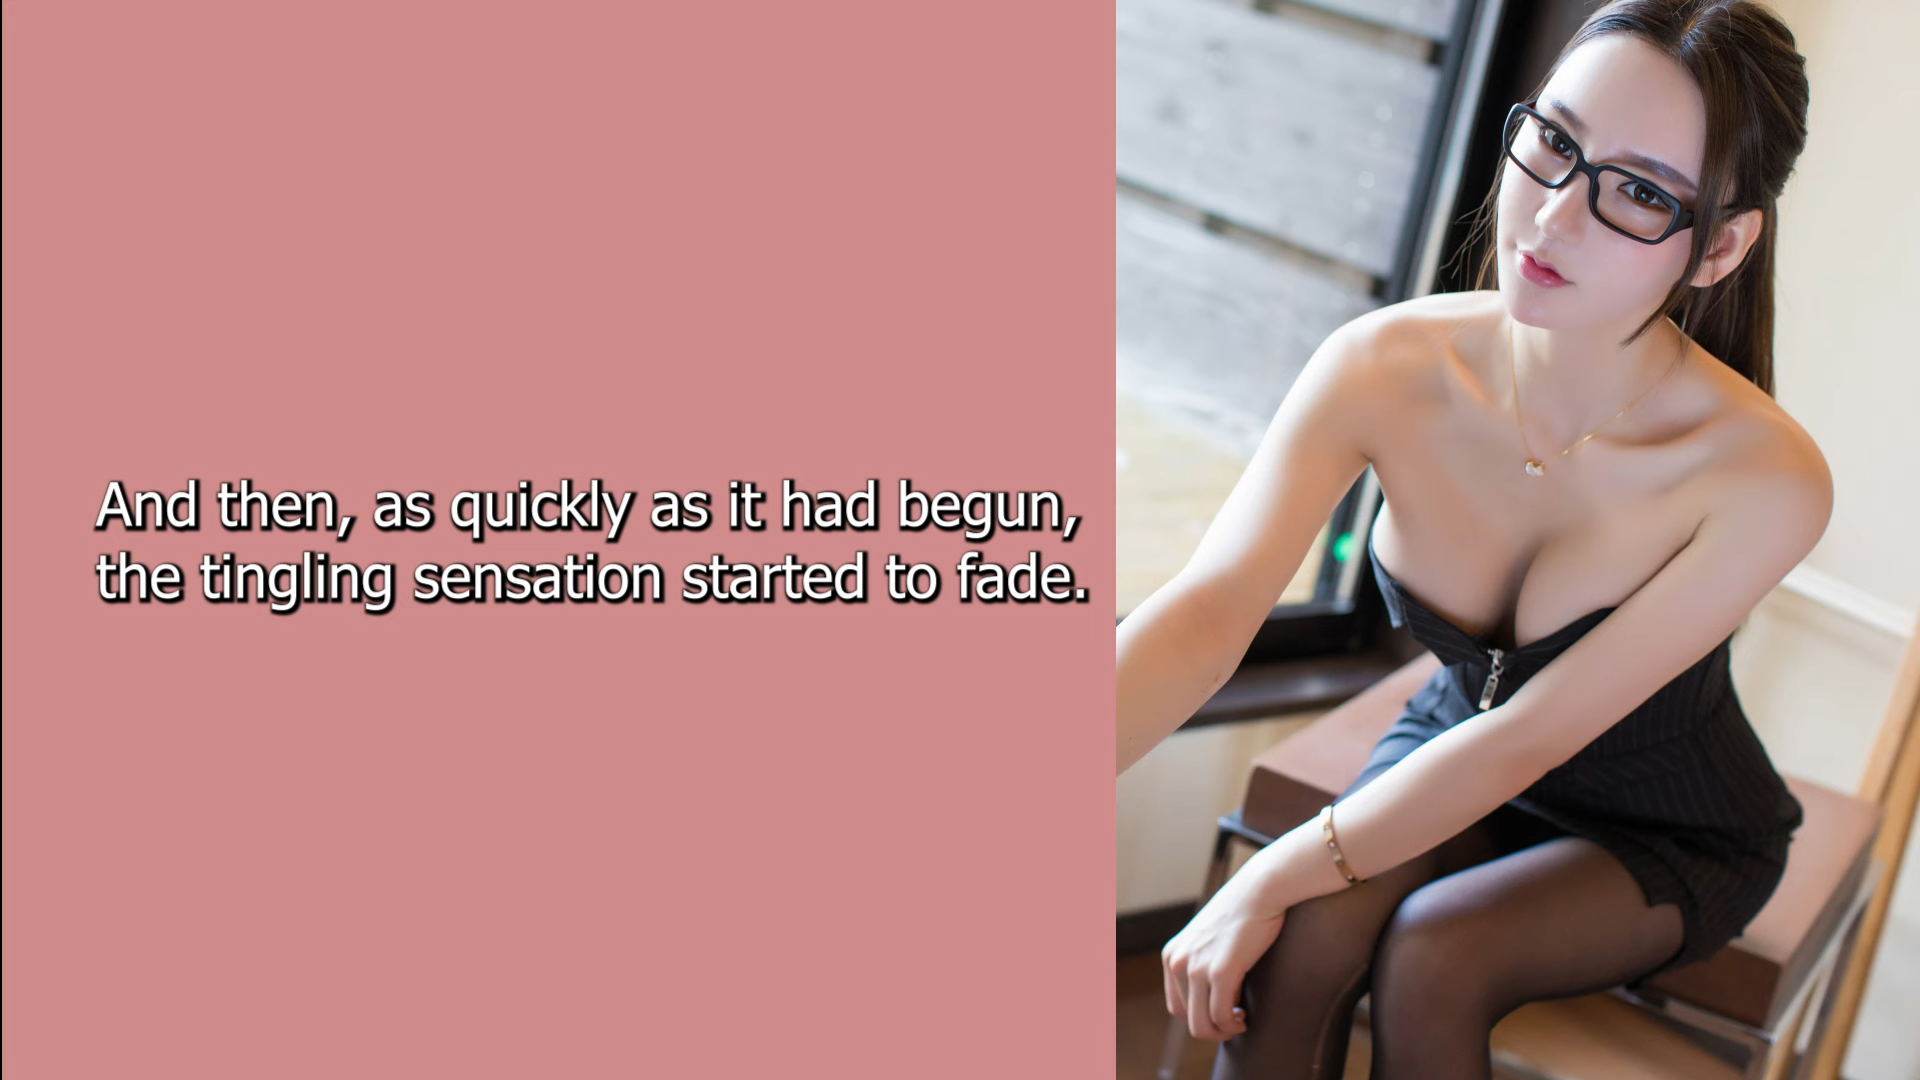 And then, as quickly as it had begun,
the tingling sensation started to fade.